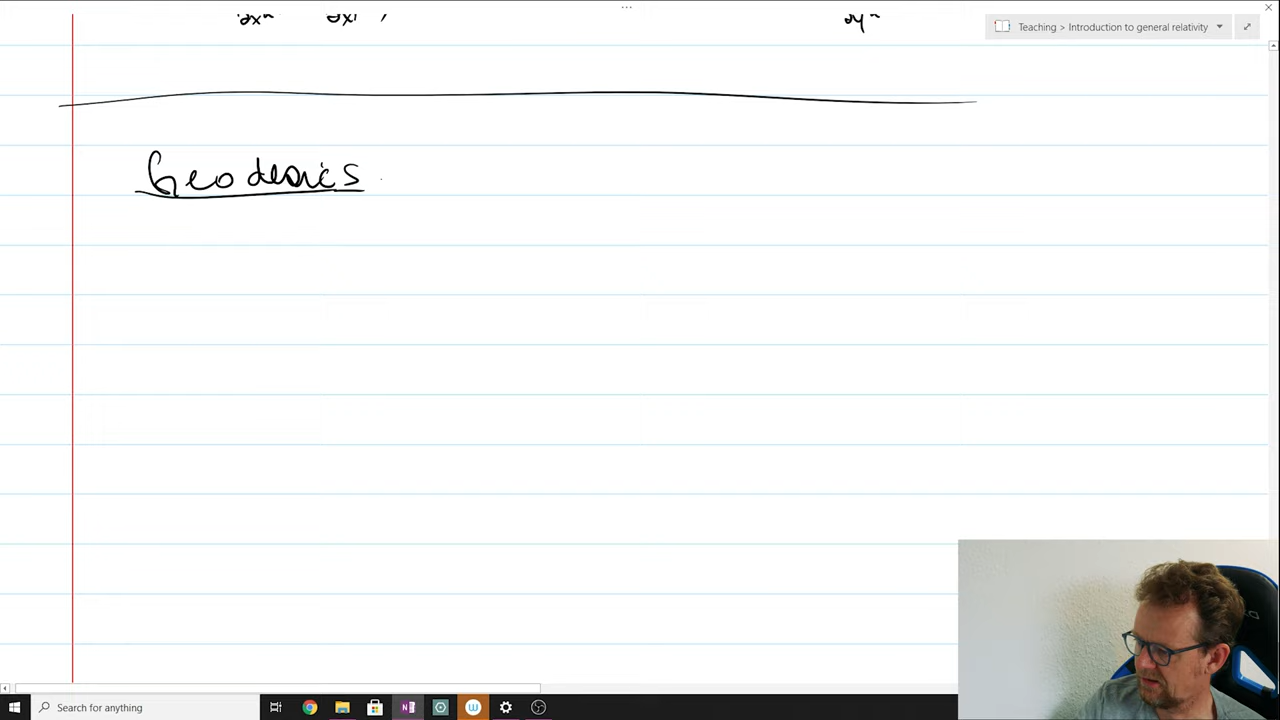 Teaching > Introduction to general relativity
Geodesics
Search for anything